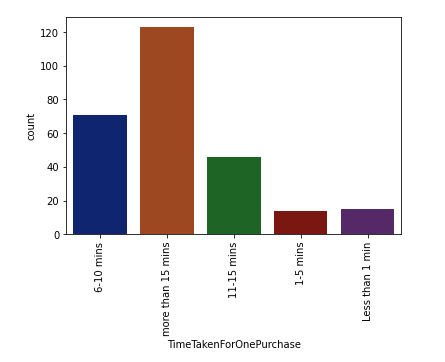 120
100
80
60
40
20
0
count
6-10 mins
more than 15 mins
11-15 mins
1-5 mins
Less than 1 min
TimeTakenForOnePurchase